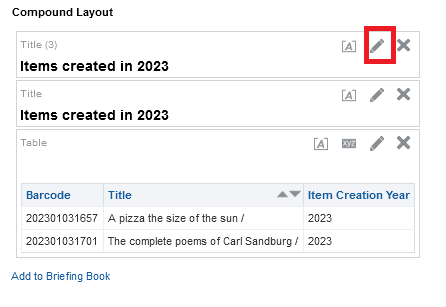 Compound Layout
Title (3)
[A]
Items created in 2023
Title
[A]
Items created in 2023
Table
[A] xyz
Barcode Title Item Creation Year
202301031657 A pizza the size of the sun / 2023
202301031701 The complete poems of Carl Sandburg / 2023
Add to Briefing Book